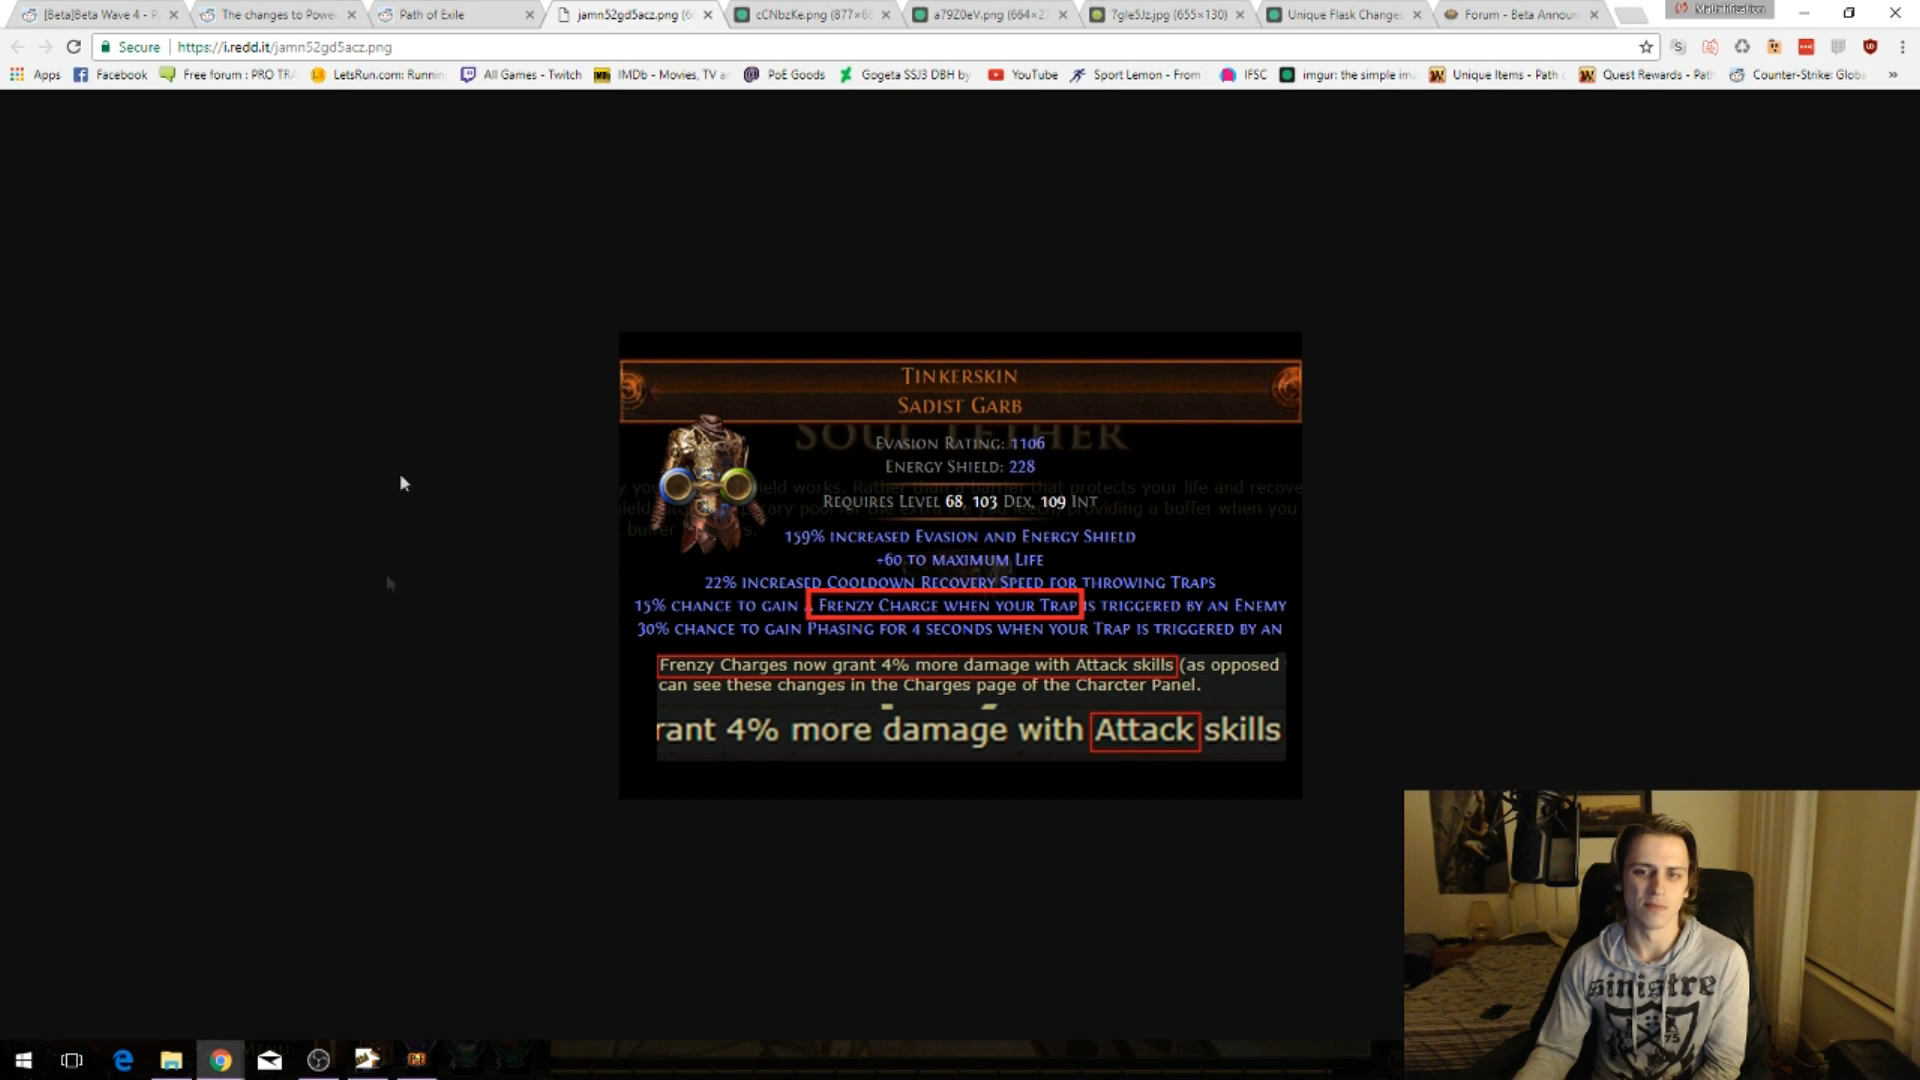 [Beta]Beta Wave 4 - P
The changes to Powe
Path of Exile
jamn52gd5acz.png (6
cCNbzKe.png (877×6
a79Z0eV.png (664×2
7gle5Jz.jpg (655×130)
Unique Flask Change
Forum - Beta Announ
Secure
https://i.redd.it/jamn52gd5acz.png
Apps
Facebook
Free forum : PRO TR
LetsRun.com: Runnin
All Games - Twitch
IMDb - Movies, TV a
PoE Goods
Gogeta SSJ3 DBH by
YouTube
Sport Lemon - From
IFSC
imgur: the simple im
Unique Items - Path
Quest Rewards - Pat
Counter-Strike: Glob
Tinkerskin
Sadist Garb
Soul Tether
Evasion Rating: 1106
Energy Shield: 228
Requires Level 68, 103 Dex, 109 Int
159% increased Evasion and Energy Shield
+60 to maximum Life
22% increased Cooldown Recovery Speed for throwing Traps
15% chance to gain a Frenzy Charge when your Trap is triggered by an Enemy
30% chance to gain Phasing for 4 seconds when your Trap is triggered by an
Frenzy Charges now grant 4% more damage with Attack skills (as opposed
can see these changes in the Charges page of the Charcter Panel.
rant 4% more damage with Attack skills
sinistre
75